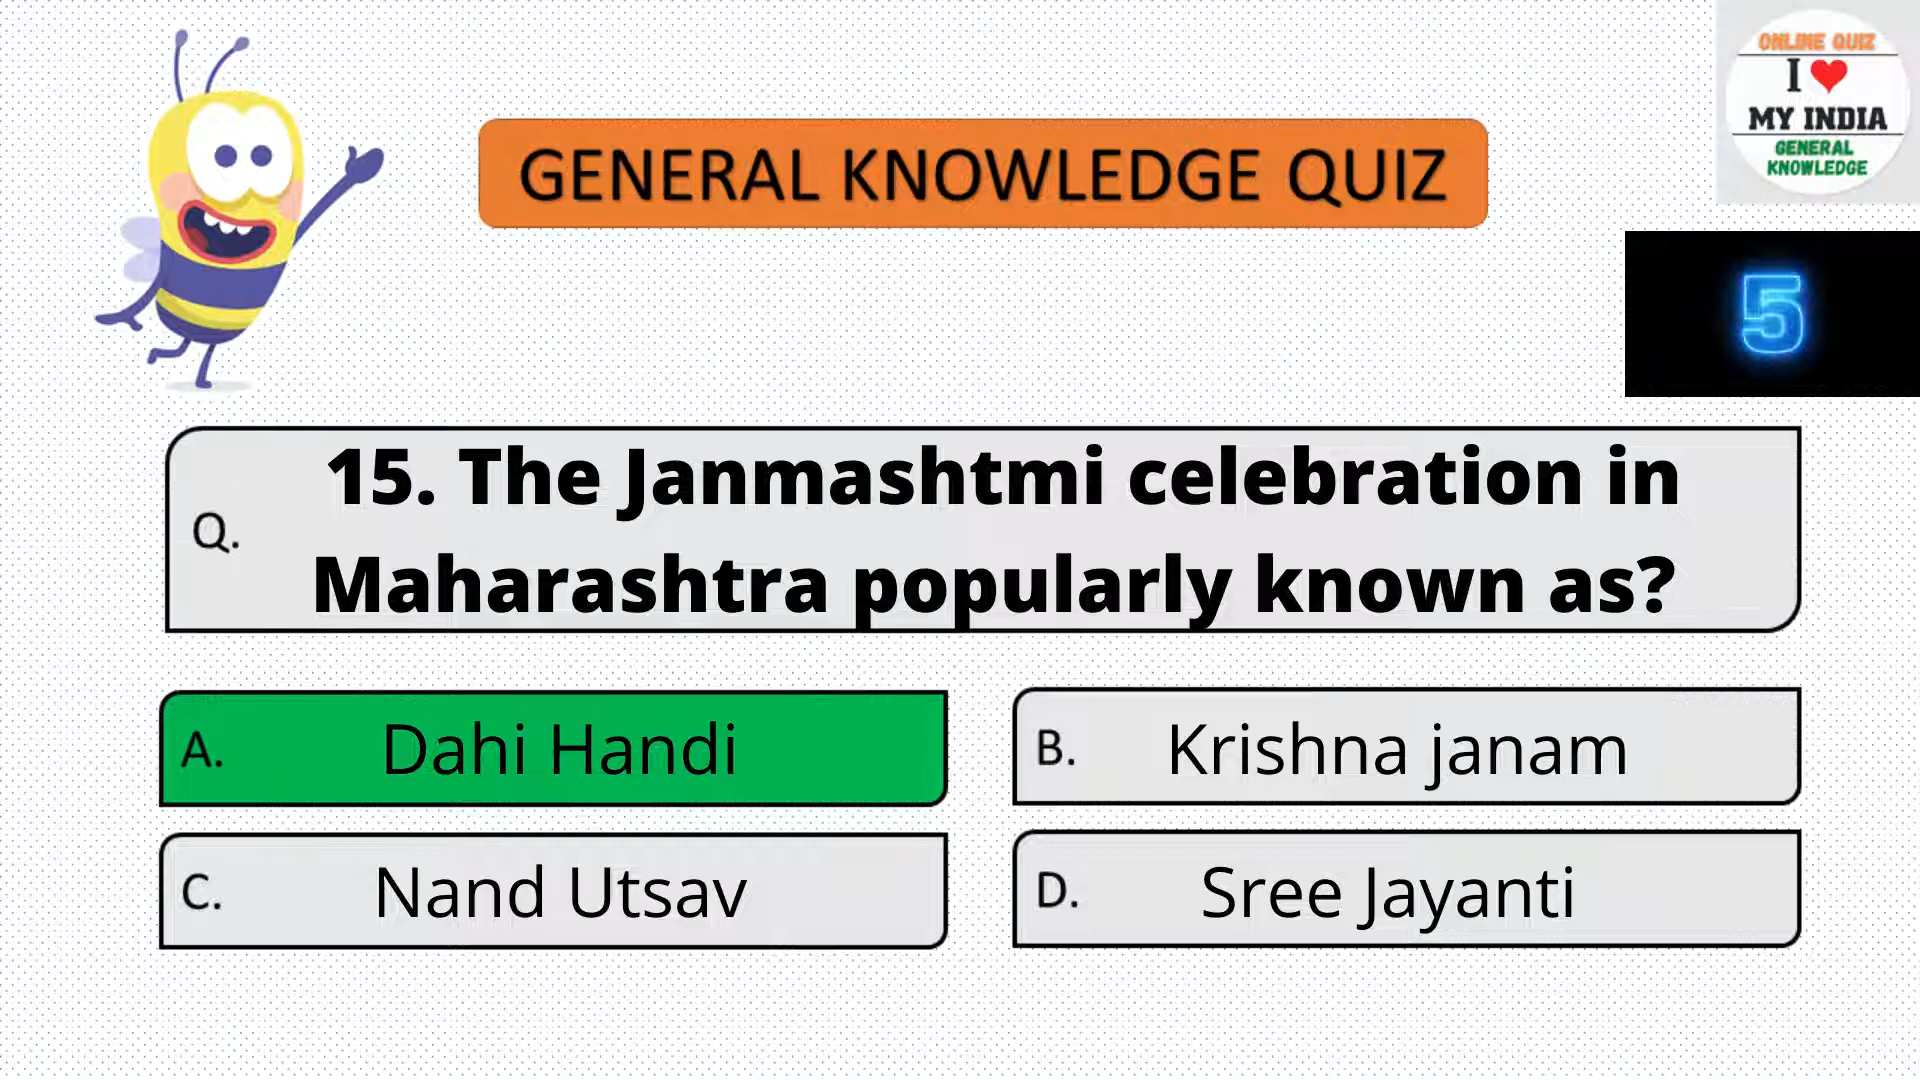 ONLINE QUIZ
I ❤
MY INDIA
GENERAL
KNOWLEDGE
GENERAL KNOWLEDGE QUIZ
5
Q.
15. The Janmashtmi celebration in
Maharashtra popularly known as?
A. Dahi Handi
B. Krishna janam
C. Nand Utsav
D. Sree Jayanti